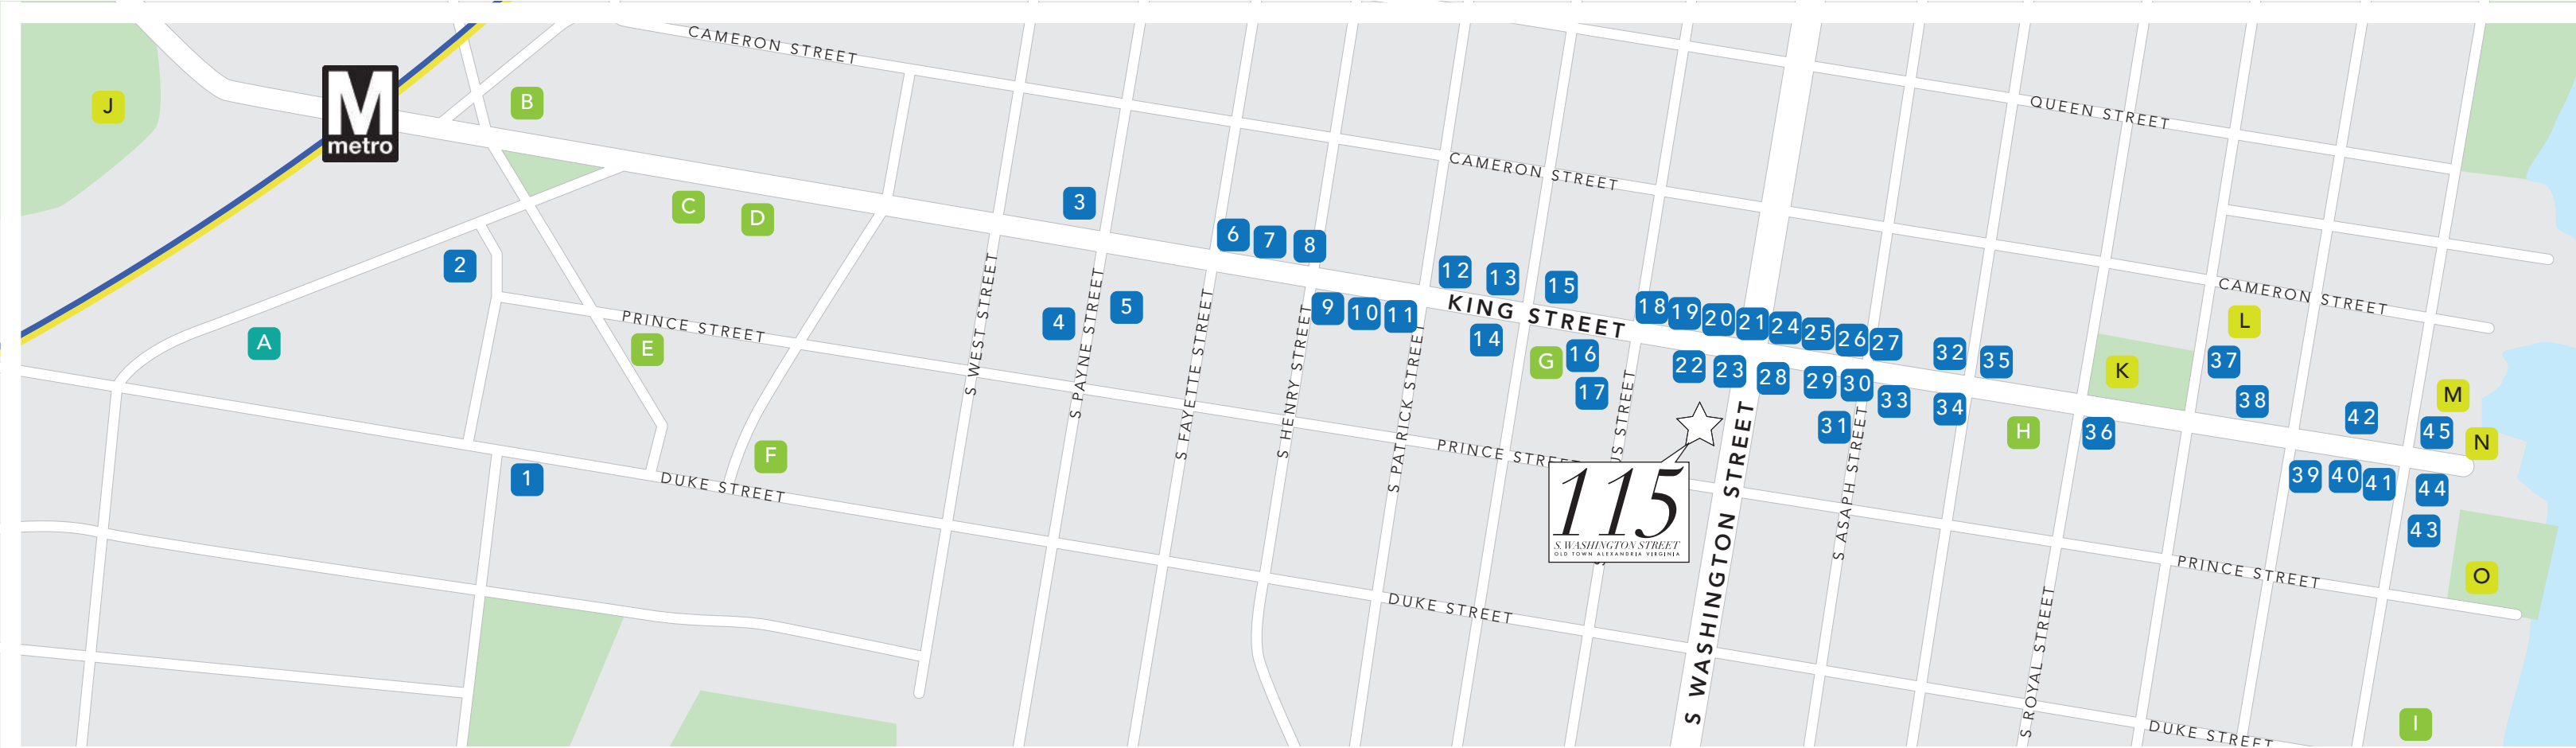 CAMERON STREET
J
M
metro
B
QUEEN STREET
CAMERON STREET
C
D
3
6
7
8
2
12
13
15
CAMERON STREET
KING STREET
A
PRINCE STREET
E
4
5
9
10
11
14
G
16
17
18
19
20
21
24
25
26
27
22
23
28
29
30
33
31
32
35
34
H
K
36
L
37
38
42
M
45
N
39
40
41
44
43
S WEST STREET
S PAYNE STREET
S FAYETTE STREET
S HENRY STREET
S PATRICK STREET
US STREET
S WASHINGTON STREET
S ASAPH STREET
S ROYAL STREET
F
1
DUKE STREET
PRINCE STREET
115
S. WASHINGTON STREET
OLD TOWN ALEXANDRIA VIRGINIA
DUKE STREET
PRINCE STREET
O
DUKE STREET
I